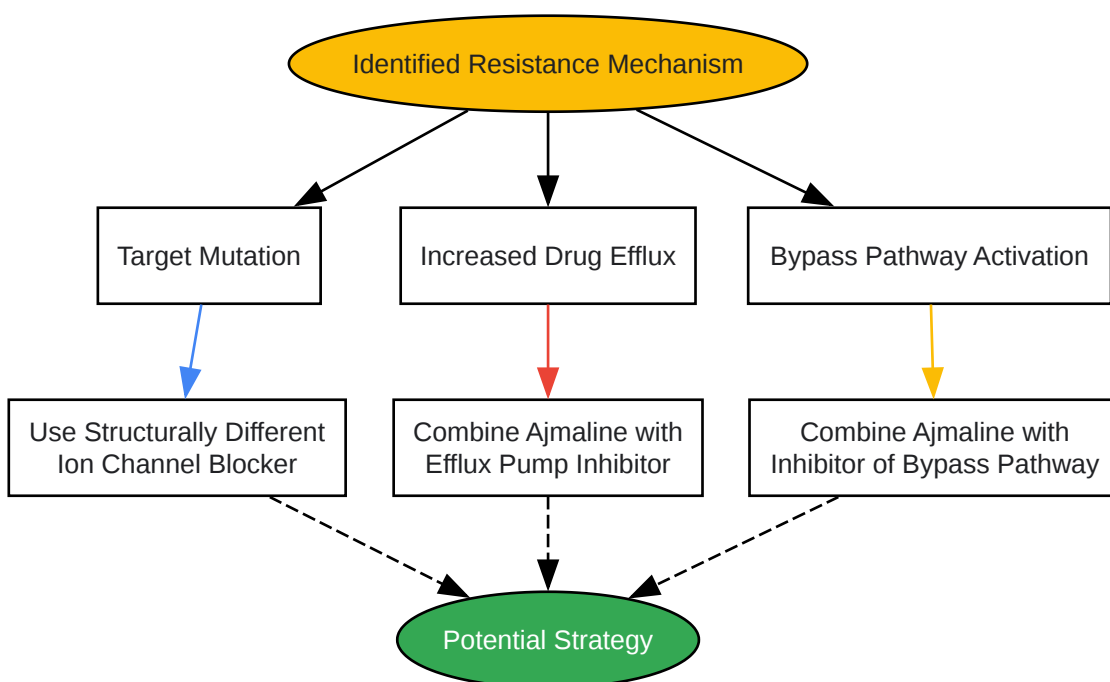 Identified Resistance Mechanism
Target Mutation
Increased Drug Efflux
Bypass Pathway Activation
Use Structurally Different
Ion Channel Blocker
Combine Ajmaline with
Efflux Pump Inhibitor
Combine Ajmaline with
Inhibitor of Bypass Pathway
Potential Strategy